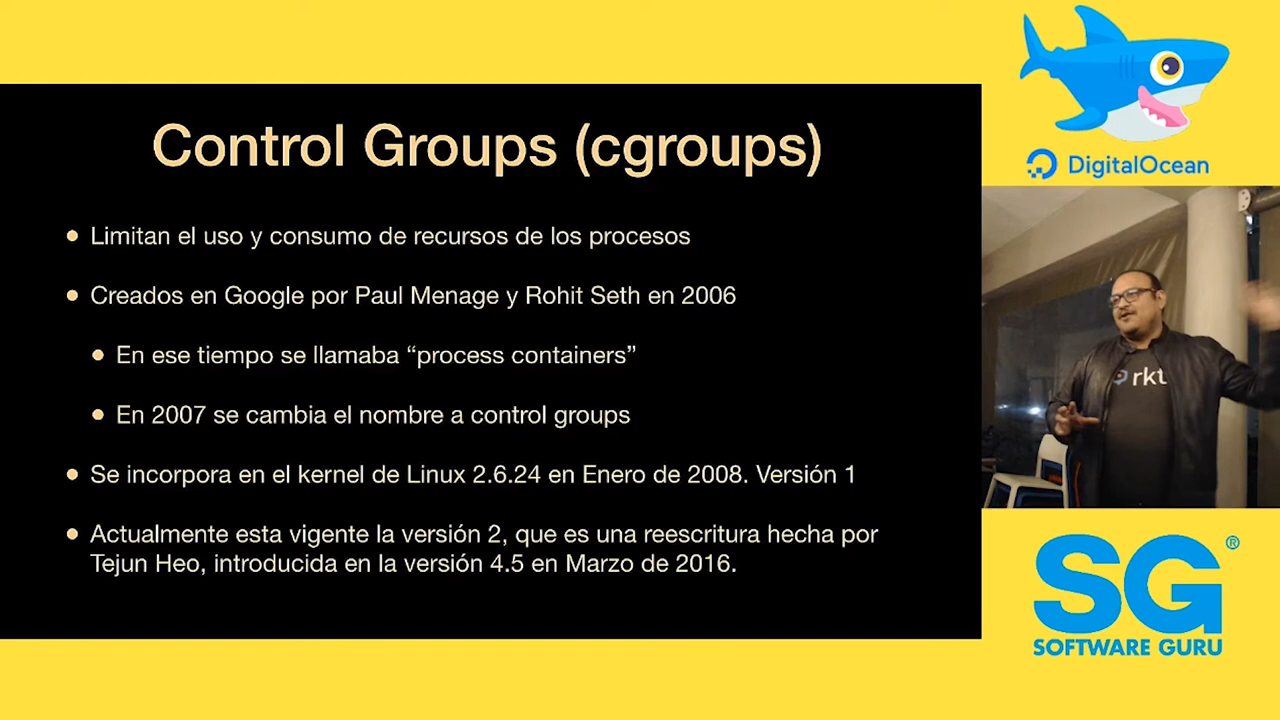 Control Groups (cgroups)
• Limitan el uso y consumo de recursos de los procesos
• Creados en Google por Paul Menage y Rohit Seth en 2006
• En ese tiempo se llamaba “process containers”
• En 2007 se cambia el nombre a control groups
• Se incorpora en el kernel de Linux 2.6.24 en Enero de 2008. Versión 1
• Actualmente esta vigente la versión 2, que es una reescritura hecha por
Tejun Heo, introducida en la versión 4.5 en Marzo de 2016.
DigitalOcean
rkt
SG®
SOFTWARE GURU